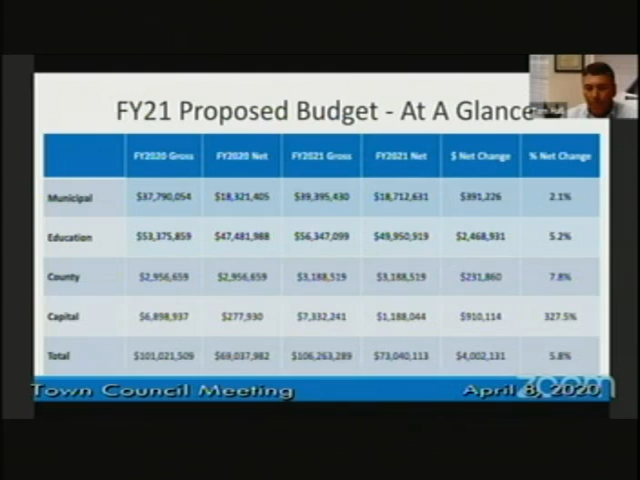 FY21 Proposed Budget - At A Glance
FY2020 Gross FY2020 Net FY2021 Gross FY2021 Net $ Net Change % Net Change
Municipal $37,790,054 $18,321,405 $39,395,430 $18,712,631 $391,226 2.1%
Education $53,375,859 $47,481,988 $56,347,099 $49,950,919 $2,468,931 5.2%
County $2,956,659 $2,956,659 $3,188,519 $3,188,519 $231,860 7.8%
Capital $6,898,937 $277,930 $7,332,241 $1,188,044 $910,114 327.5%
Total $101,021,509 $69,037,982 $106,263,289 $73,040,113 $4,002,131 5.8%
Town Council Meeting April 8, 2020
zoom